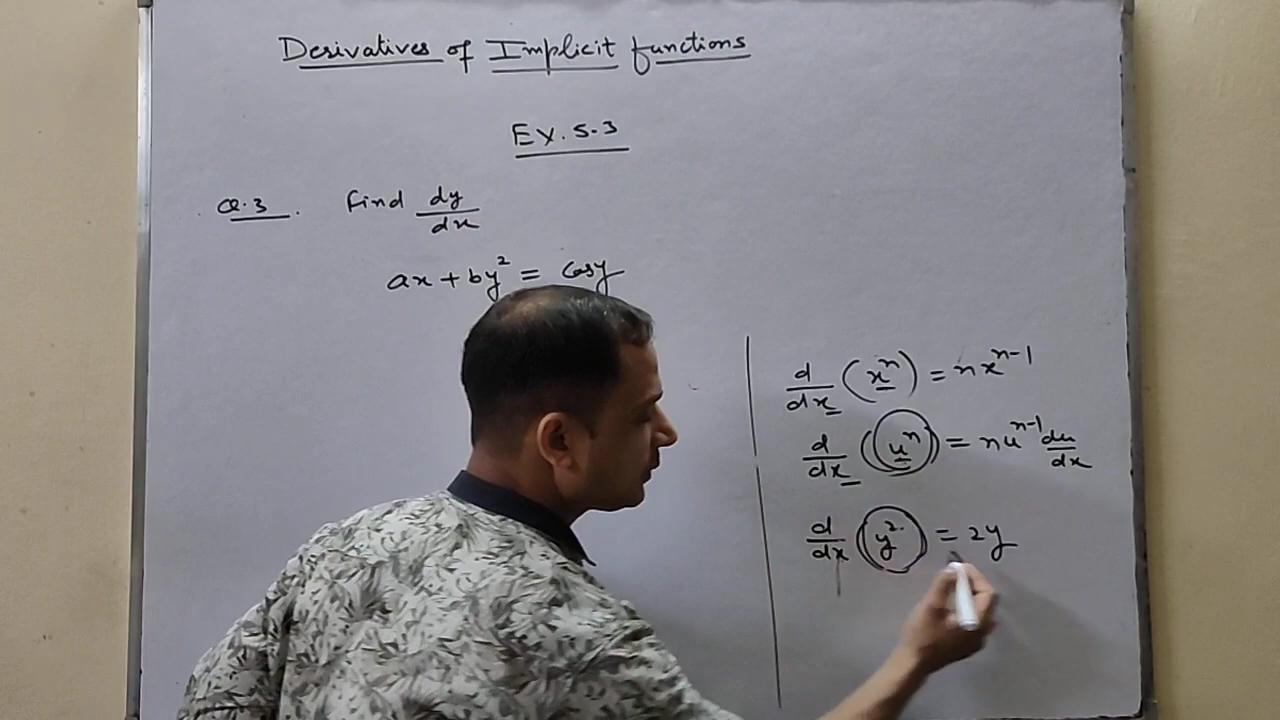 Derivatives of Implicit functions
Ex. 5.3
Q.3. Find dy/dx
ax + by² = Cosy
d/dx (xⁿ) = nxⁿ⁻¹
d/dx (uⁿ) = nuⁿ⁻¹ du/dx
d/dx (y²) = 2y